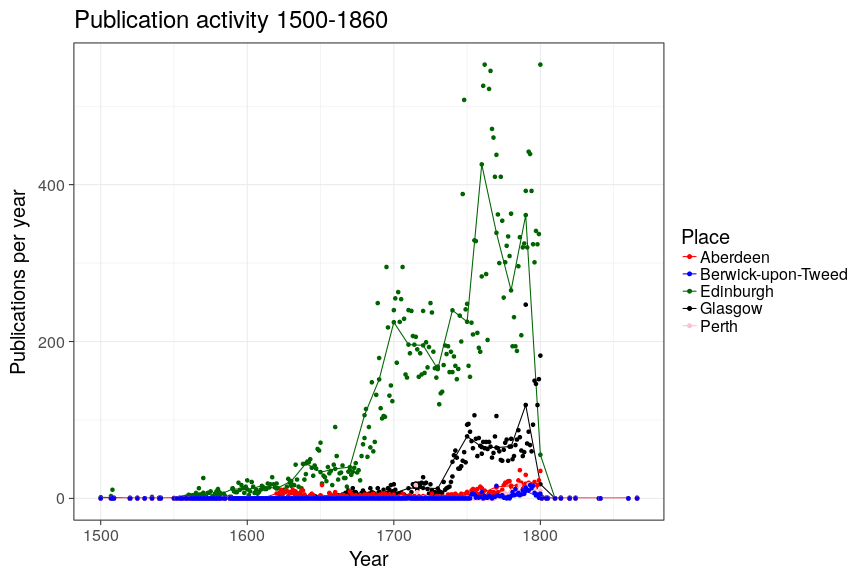 Publication activity 1500-1860
Publications per year
400
200
0
1500 1600 1700 1800
Year
Place
Aberdeen
Berwick-upon-Tweed
Edinburgh
Glasgow
Perth